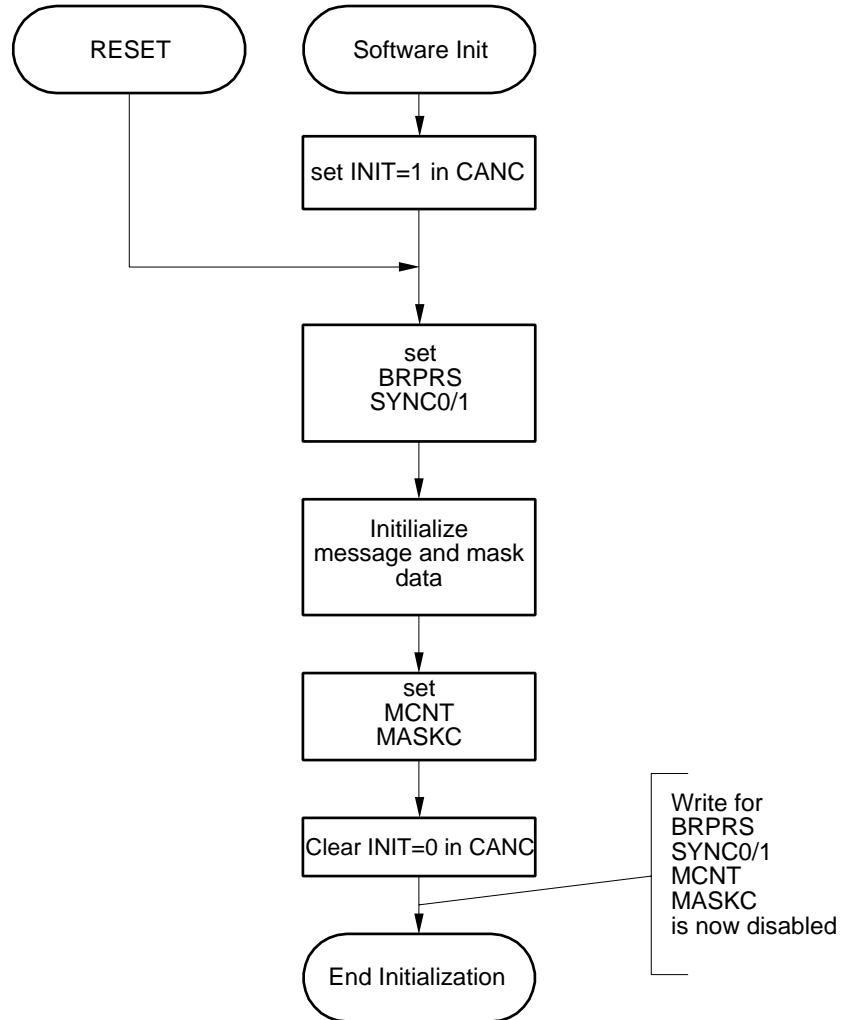 RESET
Software Init
set INIT=1 in CANC
set
BRPRS
SYNC0/1
Initilialize
message and mask
data
set
MCNT
MASKC
Clear INIT=0 in CANC
Write for
BRPRS
SYNC0/1
MCNT
MASKC
is now disabled
End Initialization